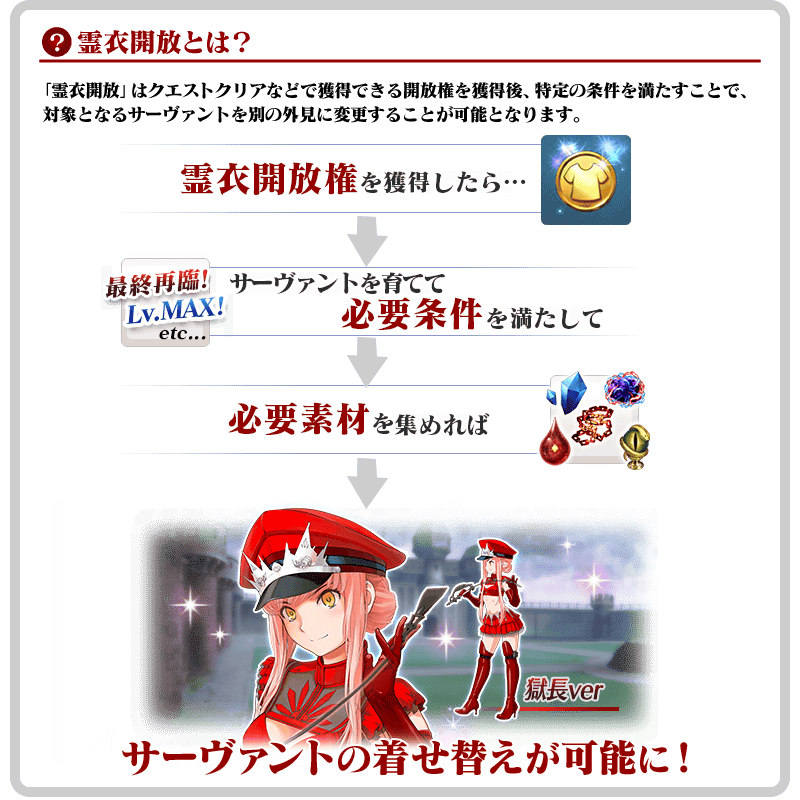 ? 霊衣開放とは？
「霊衣開放」はクエストクリアなどで獲得できる開放権を獲得後、特定の条件を満たすことで、
対象となるサーヴァントを別の外見に変更することが可能となります。
霊衣開放権を獲得したら…
最終再臨！
Lv.MAX！
etc…
サーヴァントを育てて
必要条件を満たして
必要素材を集めれば
獄長ver
サーヴァントの着せ替えが可能に！